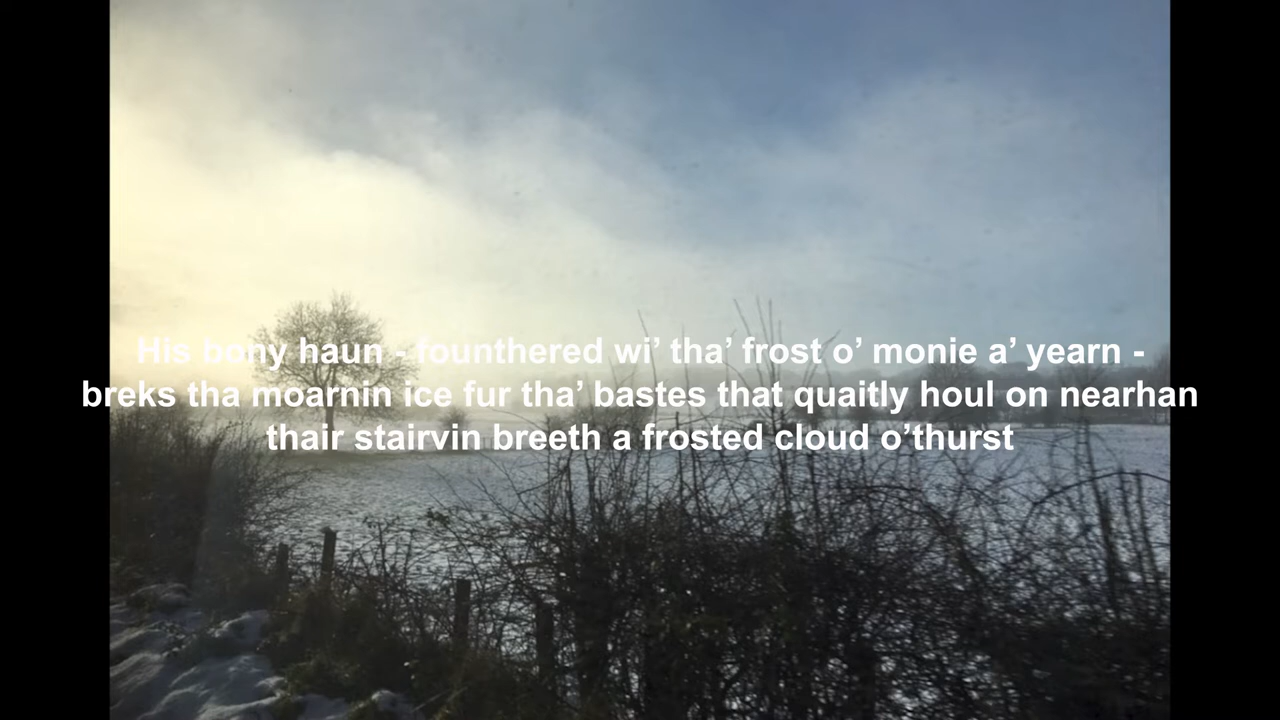 His bony haun - founthered wi’ tha’ frost o’ monie a’ yearn -
breks tha moarnin ice fur tha’ bastes that quaitly houl on nearhan
thair stairvin breeth a frosted cloud o’thurst